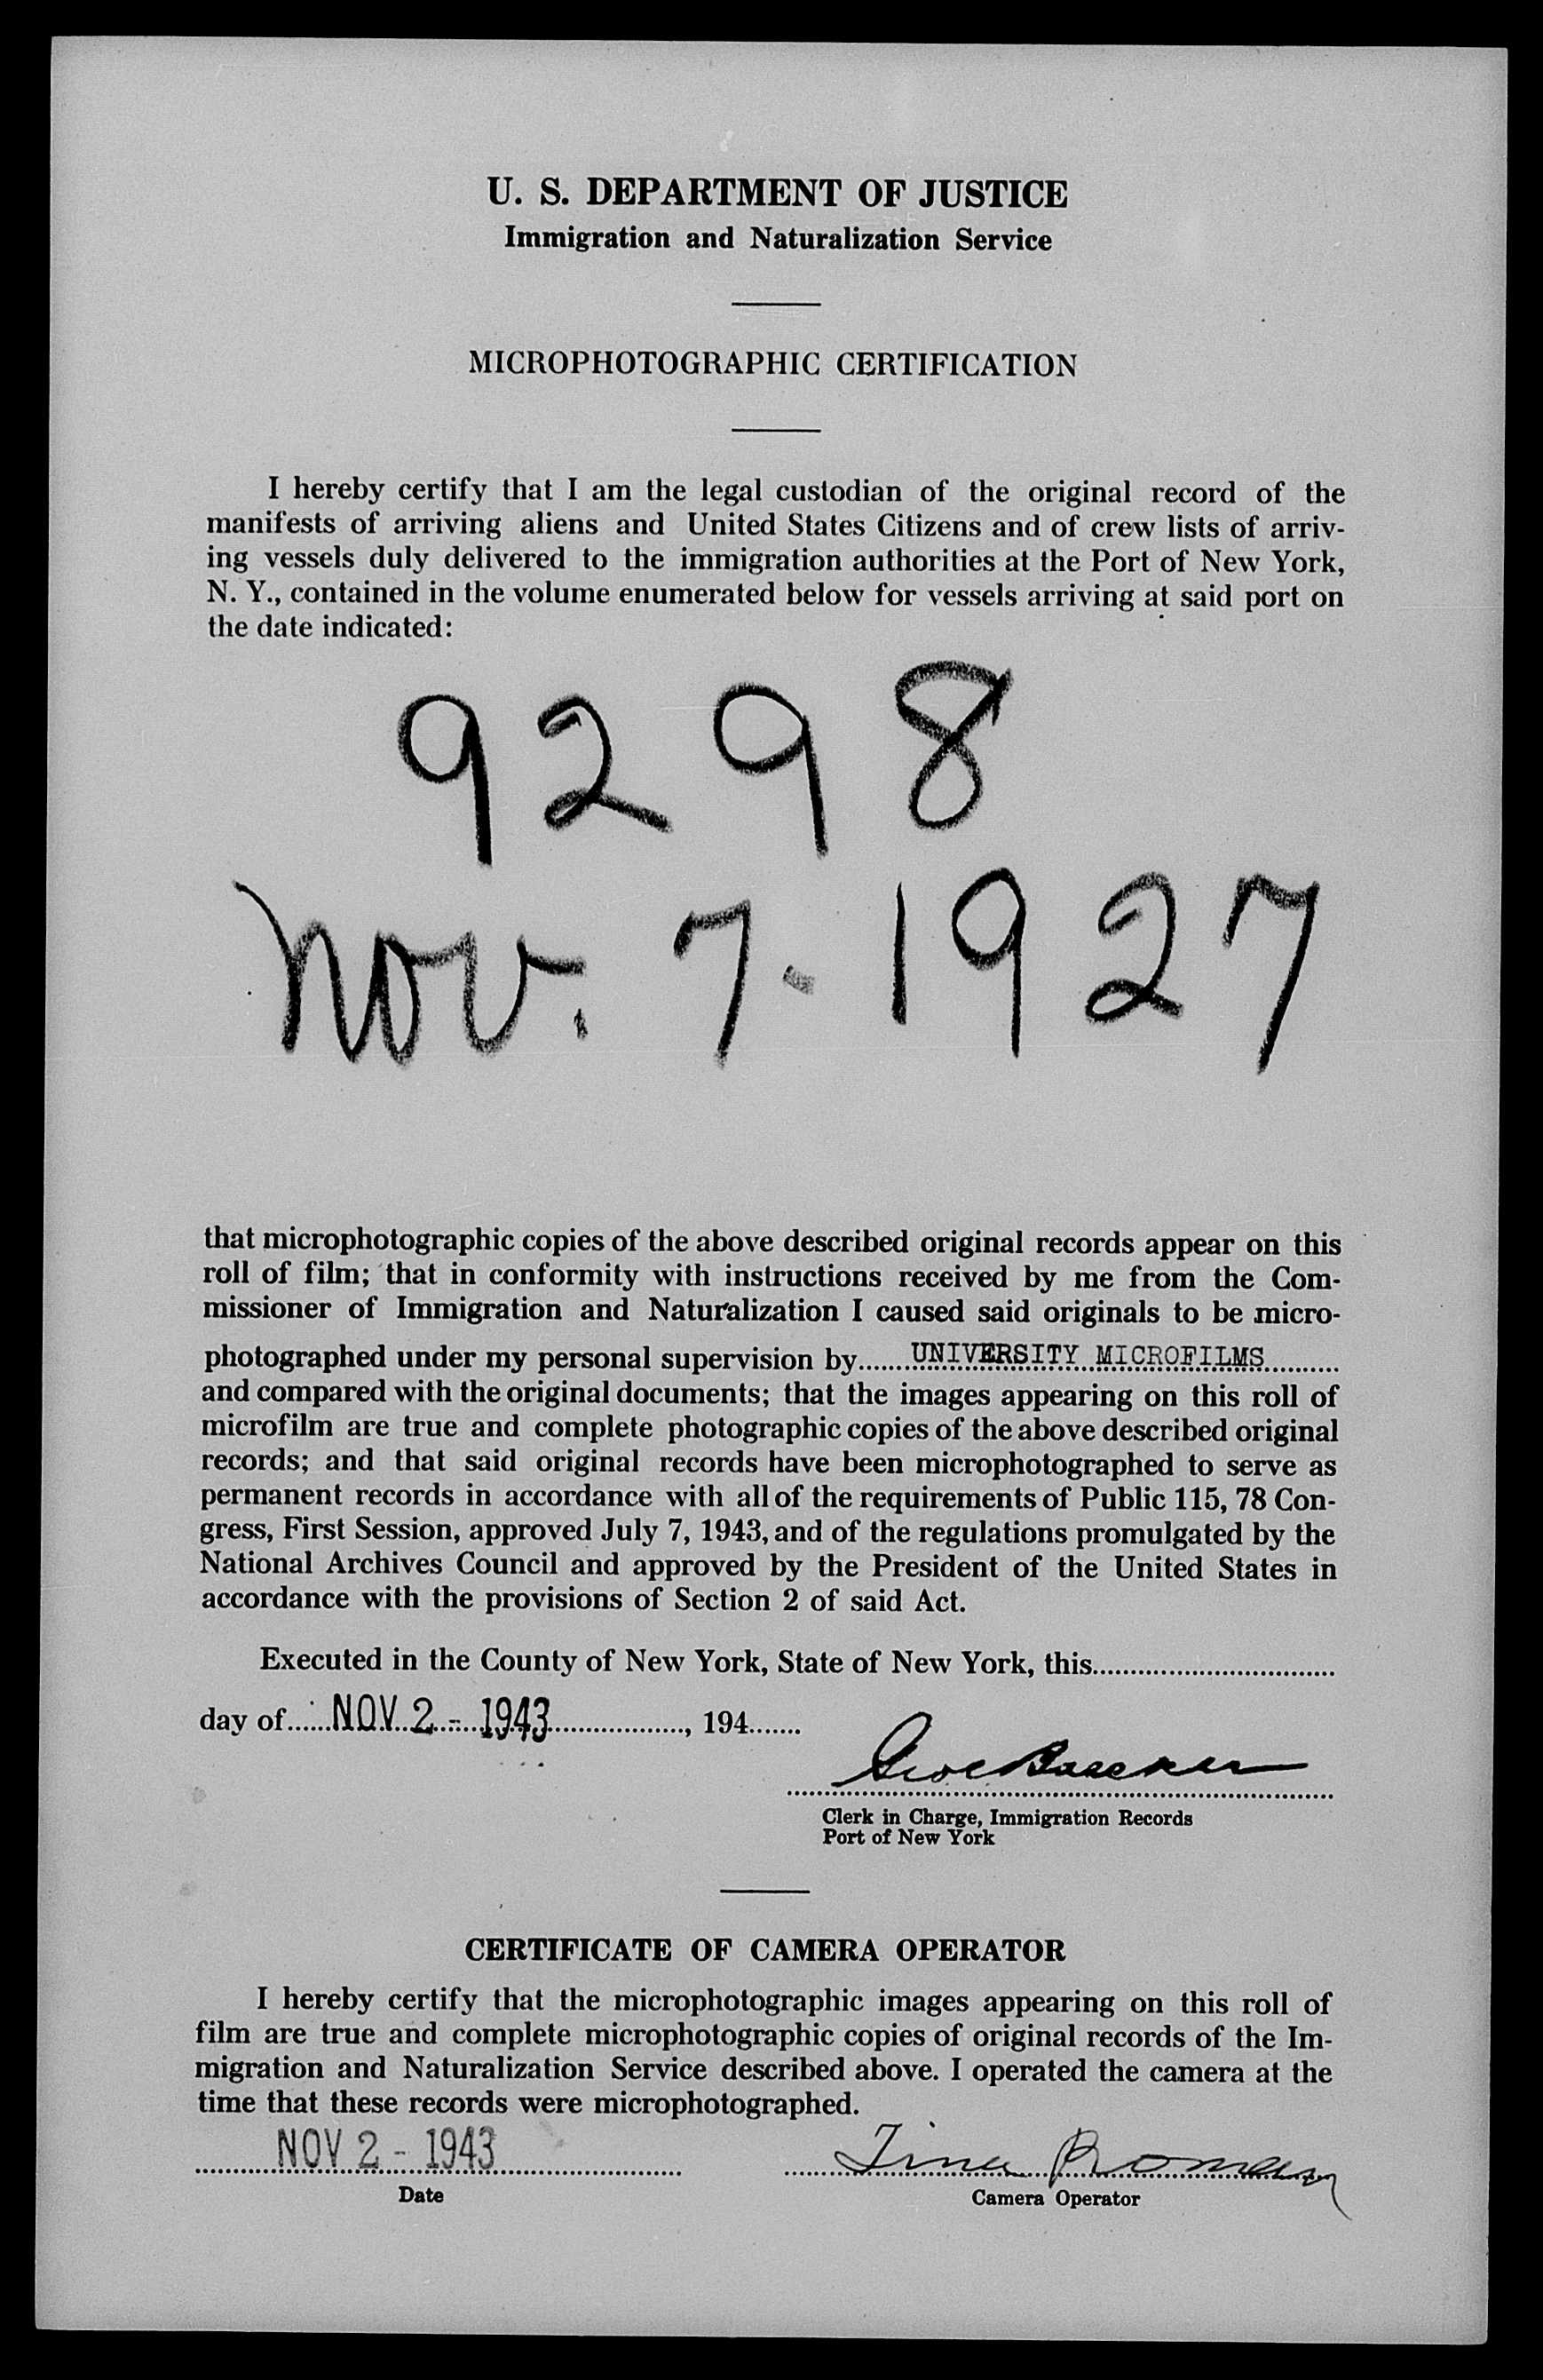 U. S. DEPARTMENT OF JUSTICE
Immigration and Naturalization Service
MICROPHOTOGRAPHIC CERTIFICATION
I hereby certify that I am the legal custodian of the original record of the
manifests of arriving aliens and United States Citizens and of crew lists of arriv-
ing vessels duly delivered to the immigration authorities at the Port of New York,
N. Y., contained in the volume enumerated below for vessels arriving at said port on
the date indicated:
9298
Nov. 7-1927
that microphotographic copies of the above described original records appear on this
roll of film; that in conformity with instructions received by me from the Com-
missioner of Immigration and Naturalization I caused said originals to be micro-
photographed under my personal supervision by UNIVERSITY MICROFILMS
and compared with the original documents; that the images appearing on this roll of
microfilm are true and complete photographic copies of the above described original
records; and that said original records have been microphotographed to serve as
permanent records in accordance with all of the requirements of Public 115, 78 Con-
gress, First Session, approved July 7, 1943, and of the regulations promulgated by the
National Archives Council and approved by the President of the United States in
accordance with the provisions of Section 2 of said Act.
Executed in the County of New York, State of New York, this
day of NOV 2 - 1943, 194
Clerk in Charge, Immigration Records
Port of New York
CERTIFICATE OF CAMERA OPERATOR
I hereby certify that the microphotographic images appearing on this roll of
film are true and complete microphotographic copies of original records of the Im-
migration and Naturalization Service described above. I operated the camera at the
time that these records were microphotographed.
NOV 2 - 1943
Date
Camera Operator